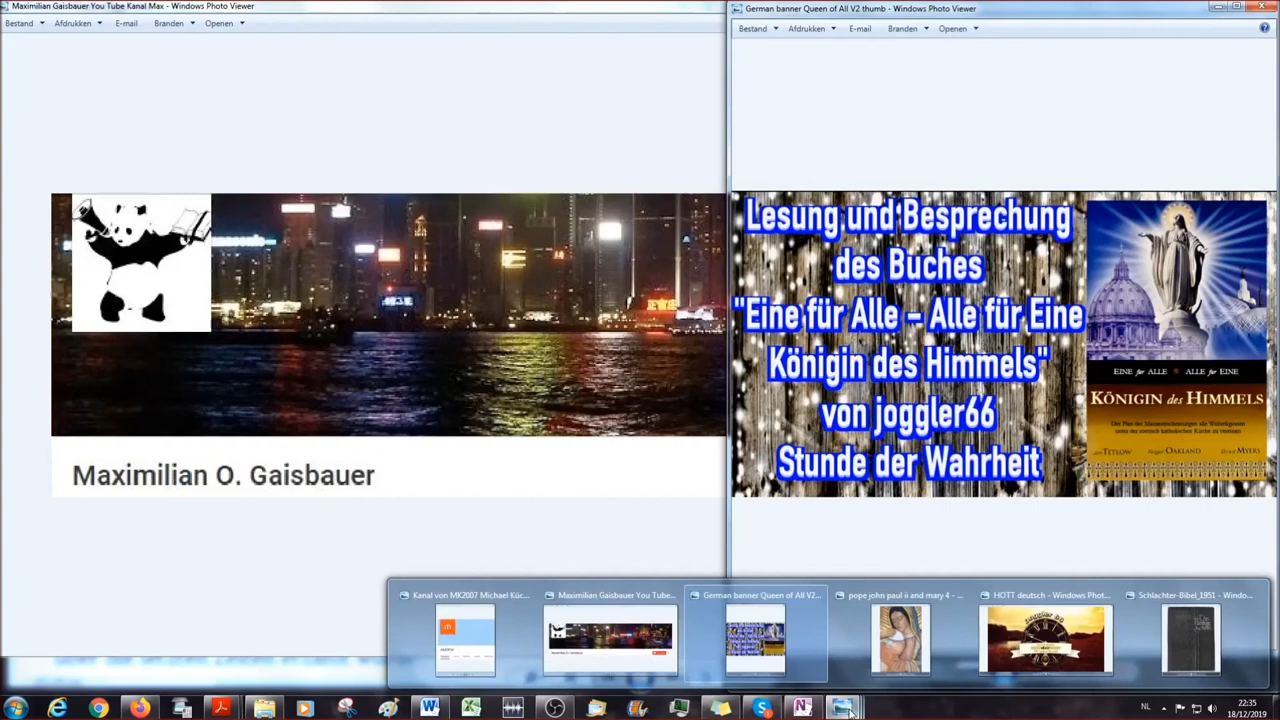 Maximilian Gaisbauer You Tube Kanal Max - Windows Photo Viewer
Bestand Afdrukken E-mail Branden Openen
Maximilian O. Gaisbauer
German banner Queen of All V2 thumb - Windows Photo Viewer
Bestand Afdrukken E-mail Branden Openen
Lesung und Besprechung
des Buches
"Eine für Alle – Alle für Eine
Königin des Himmels"
von joggler66
Stunde der Wahrheit
EINE für ALLE ALLE für EINE
KÖNIGIN des HIMMELS
TETLOW Roger OAKLAND MYERS
Kanal von MK2007 Michael Küc...
Maximilian Gaisbauer You Tube...
German banner Queen of All V2...
pope john paul ii and mary 4 - ...
HOTT deutsch - Windows Phot...
Schlachter-Bibel_1951 - Windo...
NL
22:35
18/12/2019